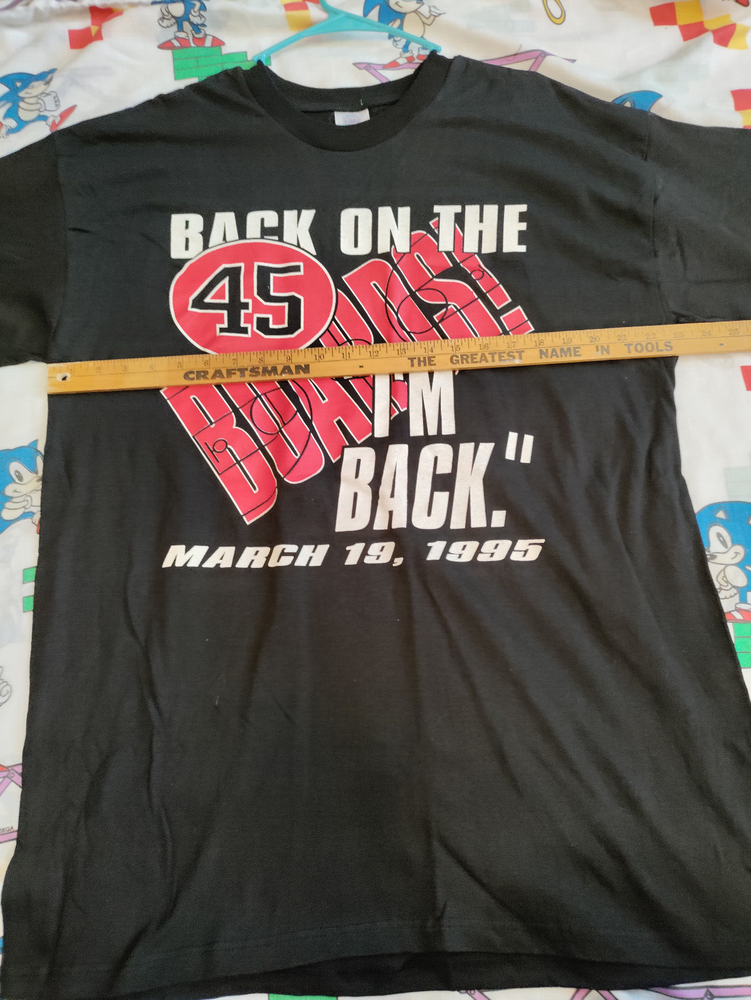 BACK ON THE
45
BOARDS!
CRAFTSMAN THE GREATEST NAME IN TOOLS
I'M
BACK."
MARCH 19, 1995